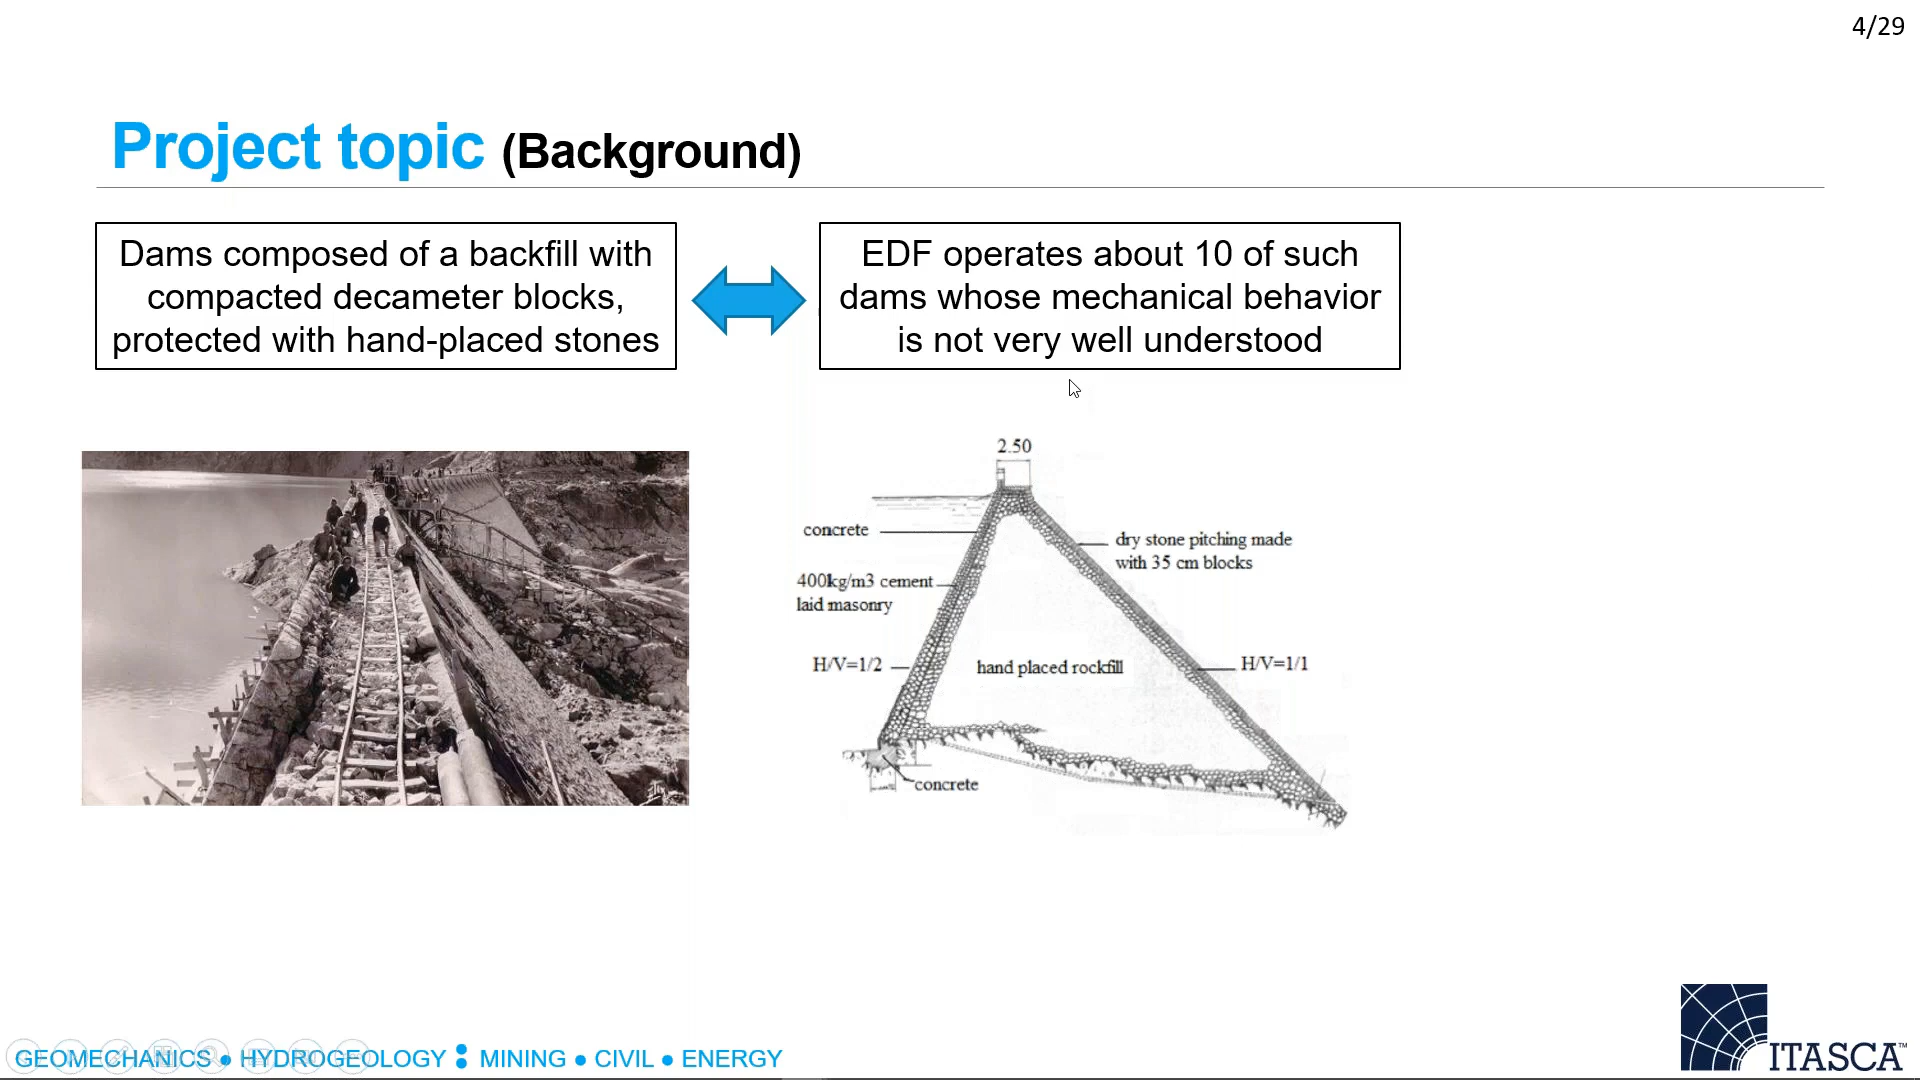 4/29
Project topic (Background)
Dams composed of a backfill with
compacted decameter blocks,
protected with hand-placed stones
EDF operates about 10 of such
dams whose mechanical behavior
is not very well understood
2.50
concrete
dry stone pitching made
with 35 cm blocks
400kg/m3 cement
laid masonry
H/V=1/2
hand placed rockfill
H/V=1/1
concrete
GEOMECHANICS ● HYDROGEOLOGY : MINING ● CIVIL ● ENERGY
ITASCA™